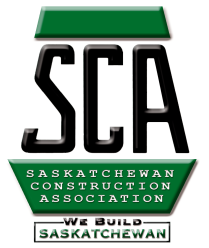 SCA
SASKATCHEWAN
CONSTRUCTION
ASSOCIATION
WE BUILD
SASKATCHEWAN